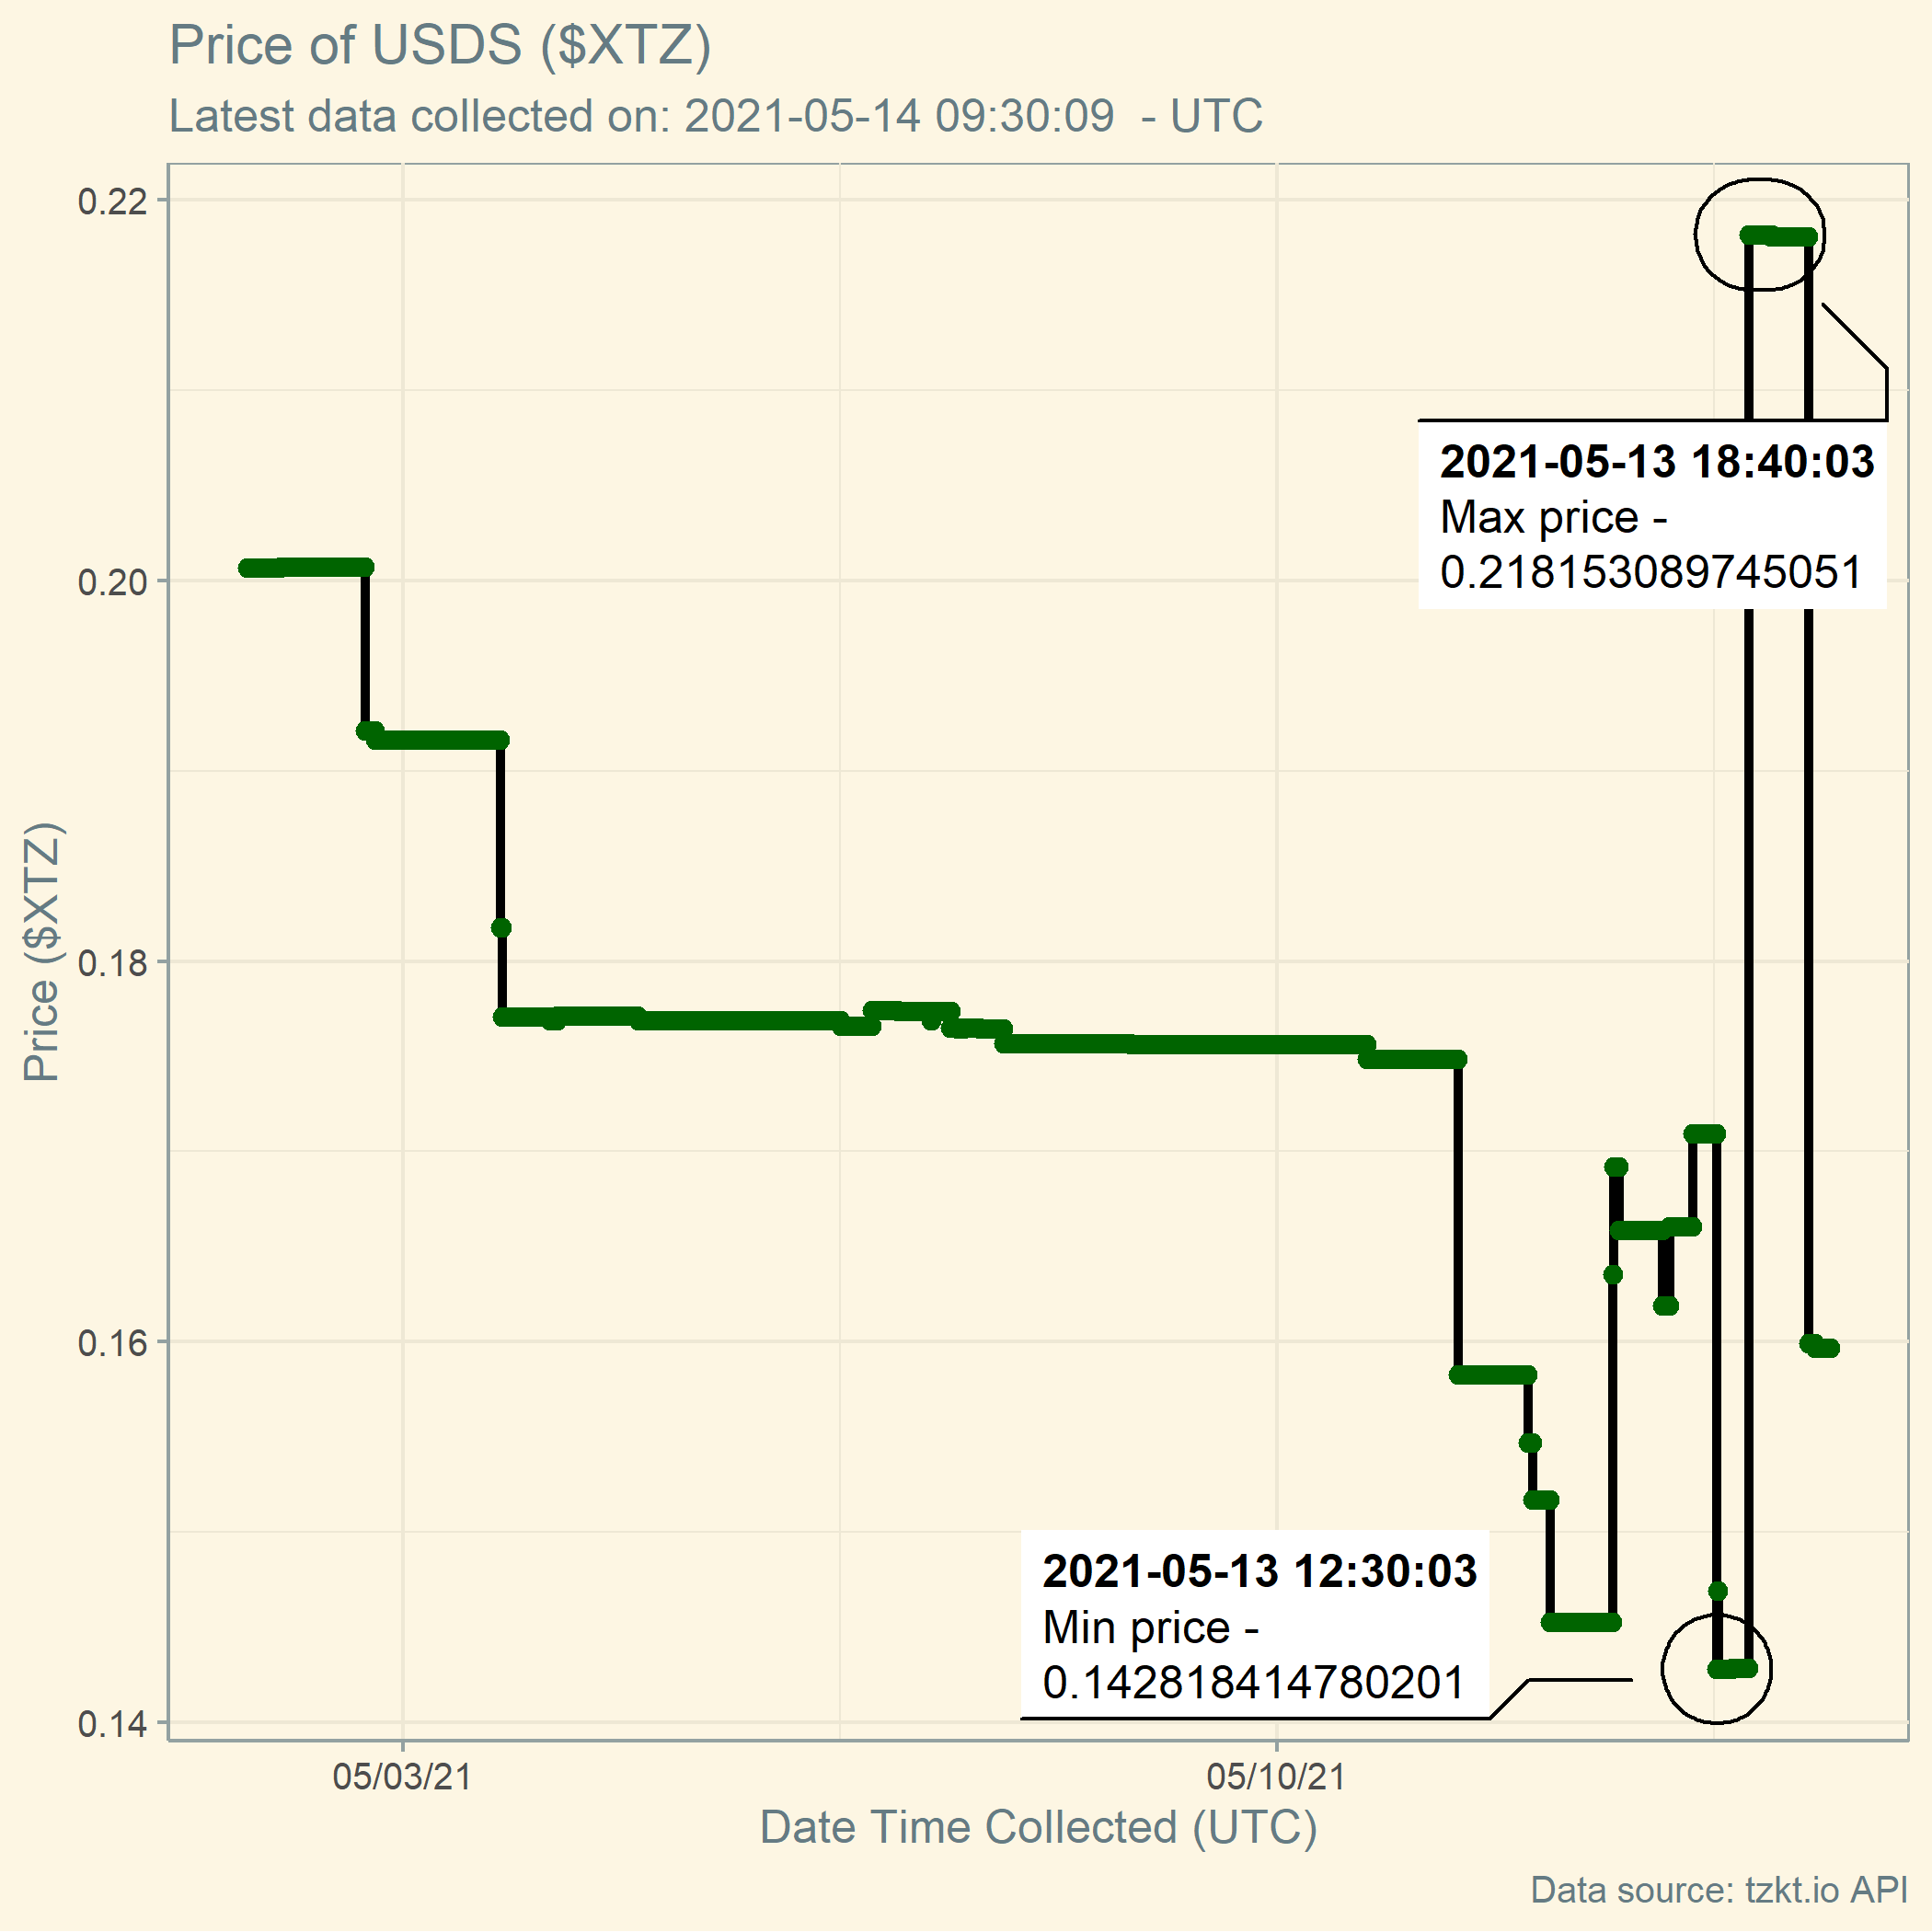 Price of USDS ($XTZ)
Latest data collected on: 2021-05-14 09:30:09  - UTC
Price ($XTZ)
0.22
0.20
0.18
0.16
0.14
2021-05-13 18:40:03
Max price -
0.218153089745051
2021-05-13 12:30:03
Min price -
0.142818414780201
05/03/21
05/10/21
Date Time Collected (UTC)
Data source: tzkt.io API